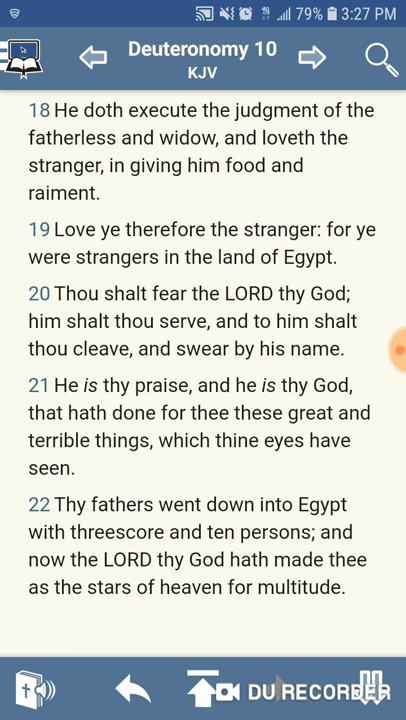 79% 3:27 PM
Deuteronomy 10
KJV
18 He doth execute the judgment of the
fatherless and widow, and loveth the
stranger, in giving him food and
raiment.
19 Love ye therefore the stranger: for ye
were strangers in the land of Egypt.
20 Thou shalt fear the LORD thy God;
him shalt thou serve, and to him shalt
thou cleave, and swear by his name.
21 He is thy praise, and he is thy God,
that hath done for thee these great and
terrible things, which thine eyes have
seen.
22 Thy fathers went down into Egypt
with threescore and ten persons; and
now the LORD thy God hath made thee
as the stars of heaven for multitude.
DU RECORDER